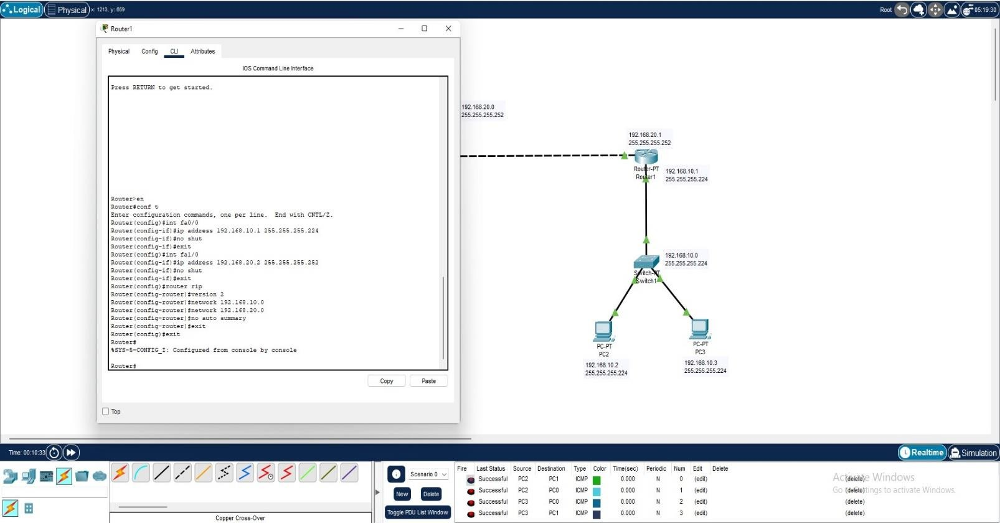 Logical Physical x: 1213, y: 659 Root 05:19:30
Router1
Physical Config CLI Attributes
IOS Command Line Interface
Press RETURN to get started.
Router>en
Router#conf t
Enter configuration commands, one per line. End with CNTL/Z.
Router(config)#int fa0/0
Router(config-if)#ip address 192.168.10.1 255.255.255.224
Router(config-if)#no shut
Router(config-if)#exit
Router(config)#int fa1/0
Router(config-if)#ip address 192.168.20.2 255.255.255.252
Router(config-if)#no shut
Router(config-if)#exit
Router(config)#router rip
Router(config-router)#version 2
Router(config-router)#network 192.168.10.0
Router(config-router)#network 192.168.20.0
Router(config-router)#no auto summary
Router(config-router)#exit
Router(config)#exit
Router#
%SYS-5-CONFIG_I: Configured from console by console
Router#
Copy Paste
Top
192.168.20.0
255.255.255.252
192.168.20.1
255.255.255.252
Router-PT
Router1
192.168.10.1
255.255.255.224
192.168.10.0
255.255.255.224
Switch-PT
Switch1
PC-PT
PC2
192.168.10.2
255.255.255.224
PC-PT
PC3
192.168.10.3
255.255.255.224
Time: 00:10:33 Realtime Simulation
Scenario 0
New Delete
Toggle PDU List Window
Copper Cross-Over
Fire Last Status Source Destination Type Color Time(sec) Periodic Num Edit Delete
Successful PC2 PC1 ICMP 0.000 N 0 (edit) (delete)
Successful PC2 PC0 ICMP 0.000 N 1 (edit) (delete)
Successful PC3 PC0 ICMP 0.000 N 2 (edit) (delete)
Successful PC3 PC1 ICMP 0.000 N 3 (edit) (delete)
Activate Windows
Go to Settings to activate Windows.